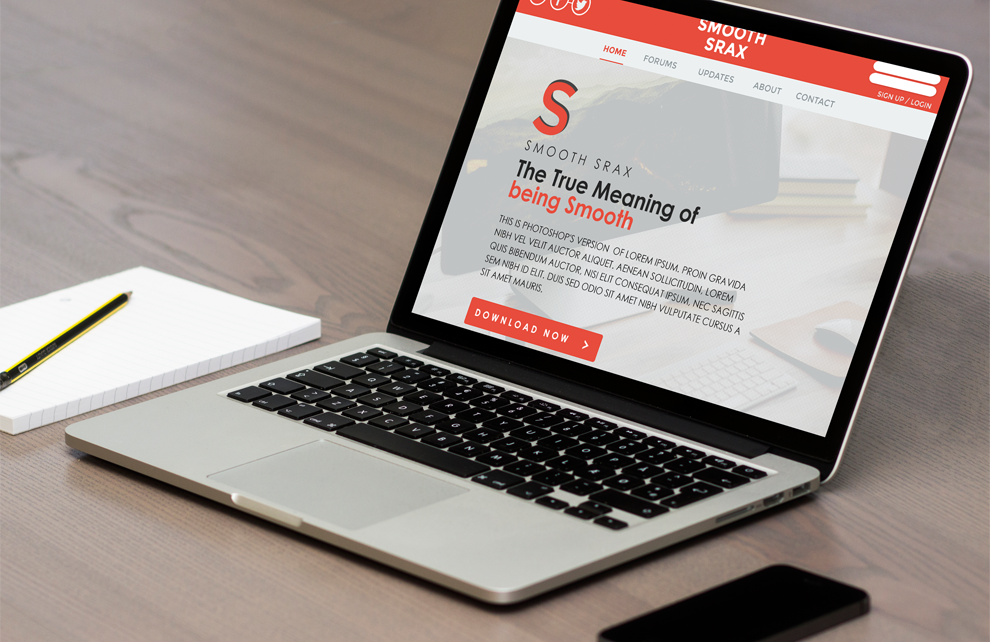 SMOOTH
SRAX
HOME FORUMS UPDATES ABOUT CONTACT
SIGN UP / LOGIN
S
SMOOTH SRAX
The True Meaning of
being Smooth
THIS IS PHOTOSHOP'S VERSION OF LOREM IPSUM. PROIN GRAVIDA
NIBH VEL VELIT AUCTOR ALIQUET. AENEAN SOLLICITUDIN, LOREM
QUIS BIBENDUM AUCTOR, NISI ELIT CONSEQUAT IPSUM, NEC SAGITTIS
SEM NIBH ID ELIT. DUIS SED ODIO SIT AMET NIBH VULPUTATE CURSUS A
SIT AMET MAURIS.
DOWNLOAD NOW >